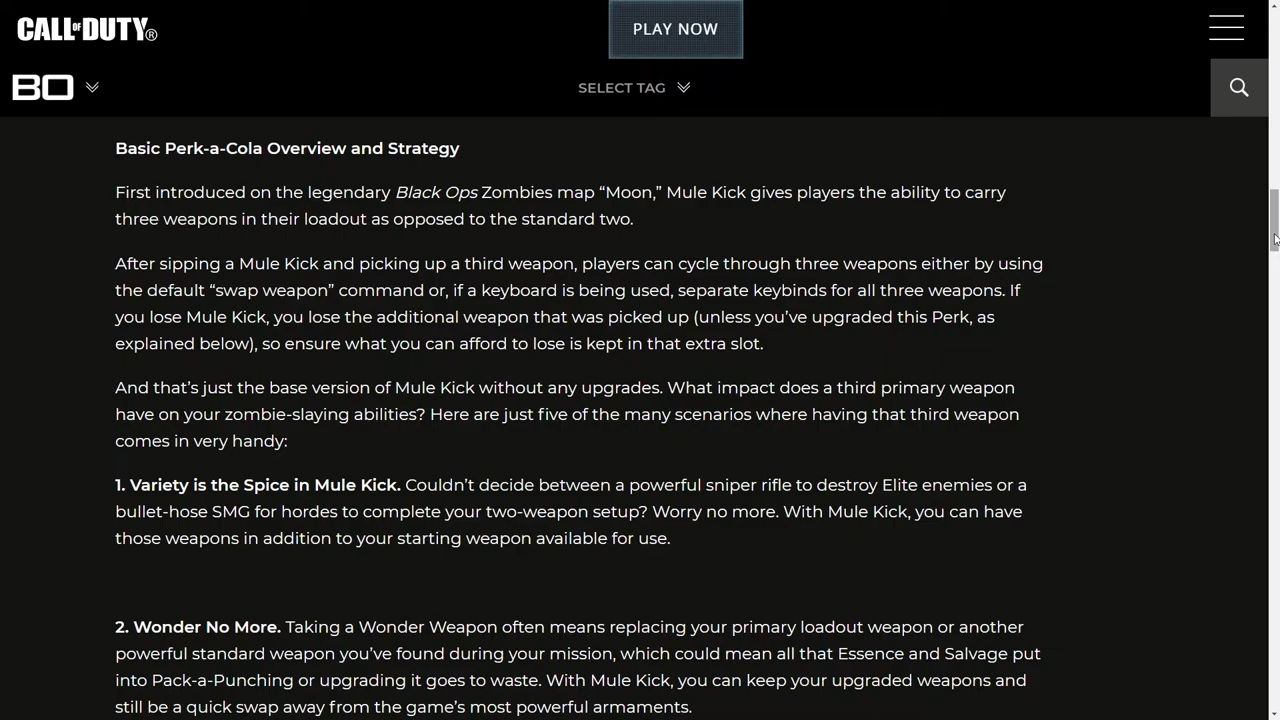 CALL OF DUTY®
PLAY NOW
BO
SELECT TAG
Basic Perk-a-Cola Overview and Strategy
First introduced on the legendary Black Ops Zombies map “Moon,” Mule Kick gives players the ability to carry
three weapons in their loadout as opposed to the standard two.
After sipping a Mule Kick and picking up a third weapon, players can cycle through three weapons either by using
the default “swap weapon” command or, if a keyboard is being used, separate keybinds for all three weapons. If
you lose Mule Kick, you lose the additional weapon that was picked up (unless you’ve upgraded this Perk, as
explained below), so ensure what you can afford to lose is kept in that extra slot.
And that’s just the base version of Mule Kick without any upgrades. What impact does a third primary weapon
have on your zombie-slaying abilities? Here are just five of the many scenarios where having that third weapon
comes in very handy:
1. Variety is the Spice in Mule Kick. Couldn’t decide between a powerful sniper rifle to destroy Elite enemies or a
bullet-hose SMG for hordes to complete your two-weapon setup? Worry no more. With Mule Kick, you can have
those weapons in addition to your starting weapon available for use.
2. Wonder No More. Taking a Wonder Weapon often means replacing your primary loadout weapon or another
powerful standard weapon you’ve found during your mission, which could mean all that Essence and Salvage put
into Pack-a-Punching or upgrading it goes to waste. With Mule Kick, you can keep your upgraded weapons and
still be a quick swap away from the game’s most powerful armaments.